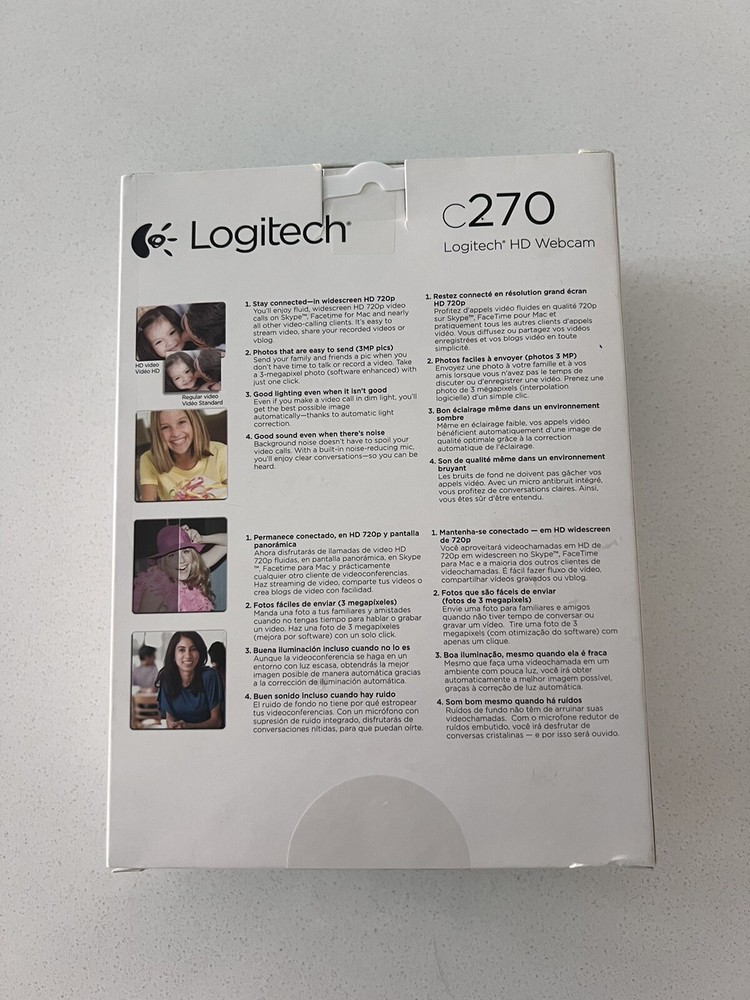 Logitech®
C270
Logitech® HD Webcam
HD video
Vidéo HD
Regular video
Vidéo Standard
1. Stay connected—in widescreen HD 720p
You'll enjoy fluid, widescreen HD 720p video
calls on Skype™, Facetime for Mac and nearly
all other video-calling clients. It's easy to
stream video, share your recorded videos or
vblog.
2. Photos that are easy to send (3MP pics)
Send your family and friends a pic when you
don't have time to talk or record a video. Take
a 3-megapixel photo (software enhanced) with
just one click.
3. Good lighting even when it isn't good
Even if you make a video call in dim light, you'll
get the best possible image
automatically—thanks to automatic light
correction.
4. Good sound even when there's noise
Background noise doesn't have to spoil your
video calls. With a built-in noise-reducing mic,
you'll enjoy clear conversations—so you can be
heard.
1. Restez connecté en résolution grand écran
HD 720p
Profitez d'appels vidéo fluides en qualité 720p
sur Skype™, FaceTime pour Mac et
pratiquement tous les autres clients d'appels
vidéo. Vous diffusez ou partagez vos vidéos
enregistrées et vos blogs vidéo en toute
simplicité.
2. Photos faciles à envoyer (photos 3 MP)
Envoyez une photo à votre famille et à vos
amis lorsque vous n'avez pas le temps de
discuter ou d'enregistrer une vidéo. Prenez une
photo de 3 mégapixels (interpolation
logicielle) d'un simple clic.
3. Bon éclairage même dans un environnement
sombre
Même en éclairage faible, vos appels vidéo
bénéficient automatiquement d'une image de
qualité optimale grâce à la correction
automatique de l'éclairage.
4. Son de qualité même dans un environnement
bruyant
Les bruits de fond ne doivent pas gâcher vos
appels vidéo. Avec un micro antibruit intégré,
vous profitez de conversations claires. Ainsi,
vous êtes sûr d'être entendu.
1. Permanece conectado, en HD 720p y pantalla
panorámica
Ahora disfrutarás de llamadas de video HD
720p fluidas, en pantalla panorámica, en Skype
™, Facetime para Mac y prácticamente
cualquier otro cliente de videoconferencias.
Haz streaming de video, comparte tus videos o
crea blogs de video con facilidad.
2. Fotos fáciles de enviar (3 megapíxeles)
Manda una foto a tus familiares y amistades
cuando no tengas tiempo para hablar o grabar
un video. Haz una foto de 3 megapíxeles
(mejora por software) con un solo click.
3. Buena iluminación incluso cuando no lo es
Aunque la videoconferencia se haga en un
entorno con luz escasa, obtendrás la mejor
imagen posible de manera automática gracias
a la corrección de iluminación automática.
4. Buen sonido incluso cuando hay ruido
El ruido de fondo no tiene por qué estropear
tus videoconferencias. Con un micrófono con
supresión de ruido integrado, disfrutarás de
conversaciones nítidas, para que puedan oírte.
1. Mantenha-se conectado — em HD widescreen
de 720p
Você aproveitará videochamadas em HD de
720p em widescreen no Skype™, FaceTime
para Mac e a maioria dos outros clientes de
videochamadas. É fácil fazer fluxo de vídeo,
compartilhar vídeos gravados ou vblog.
2. Fotos que são fáceis de enviar
(fotos de 3 megapixels)
Envie uma foto para familiares e amigos
quando não tiver tempo de conversar ou
gravar um vídeo. Tire uma foto de 3
megapixels (com otimização do software) com
apenas um clique.
3. Boa iluminação, mesmo quando ela é fraca
Mesmo que faça uma videochamada em um
ambiente com pouca luz, você irá obter
automaticamente a melhor imagem possível,
graças à correção de luz automática.
4. Som bom mesmo quando há ruídos
Ruídos de fundo não têm de arruinar suas
videochamadas. Com o microfone redutor de
ruídos embutido, você irá desfrutar de
conversas cristalinas — e por isso será ouvido.